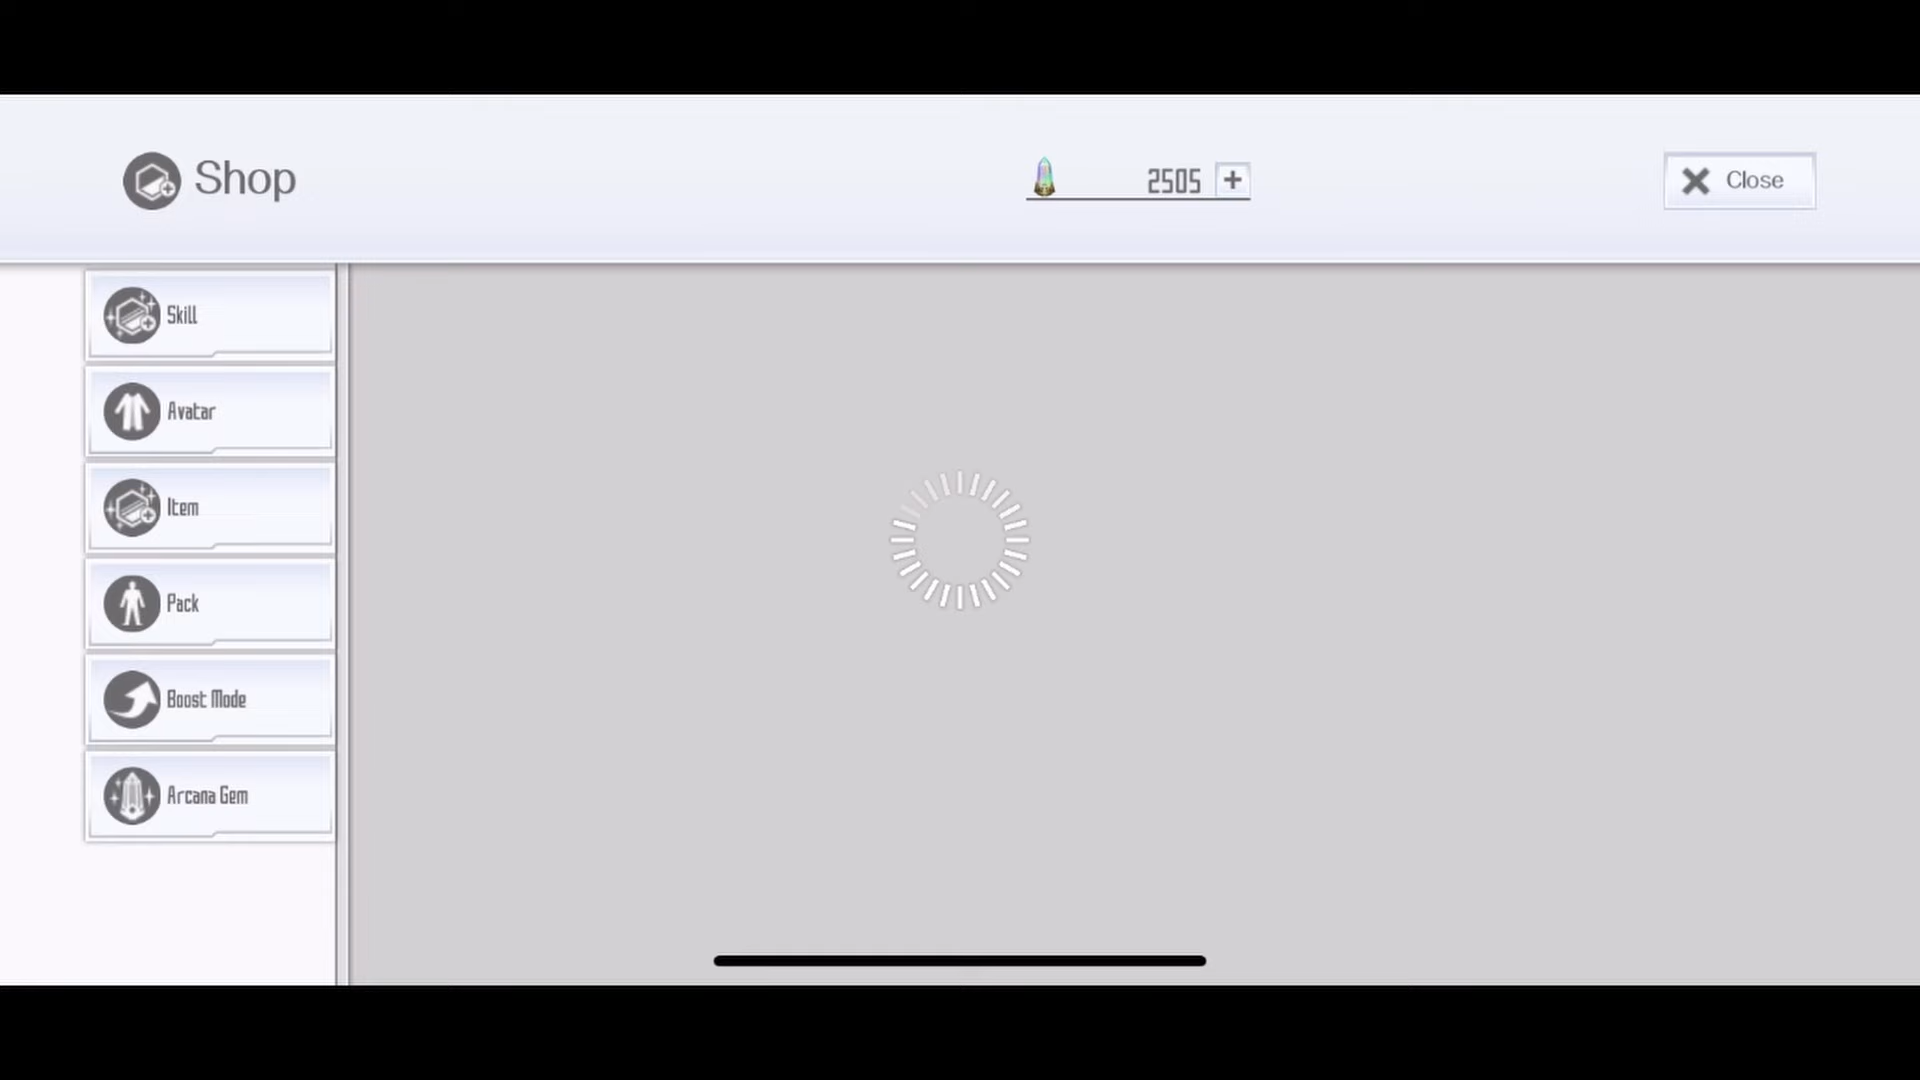 Shop
2505 +
Close
Skill
Avatar
Item
Pack
Boost Mode
Arcana Gem